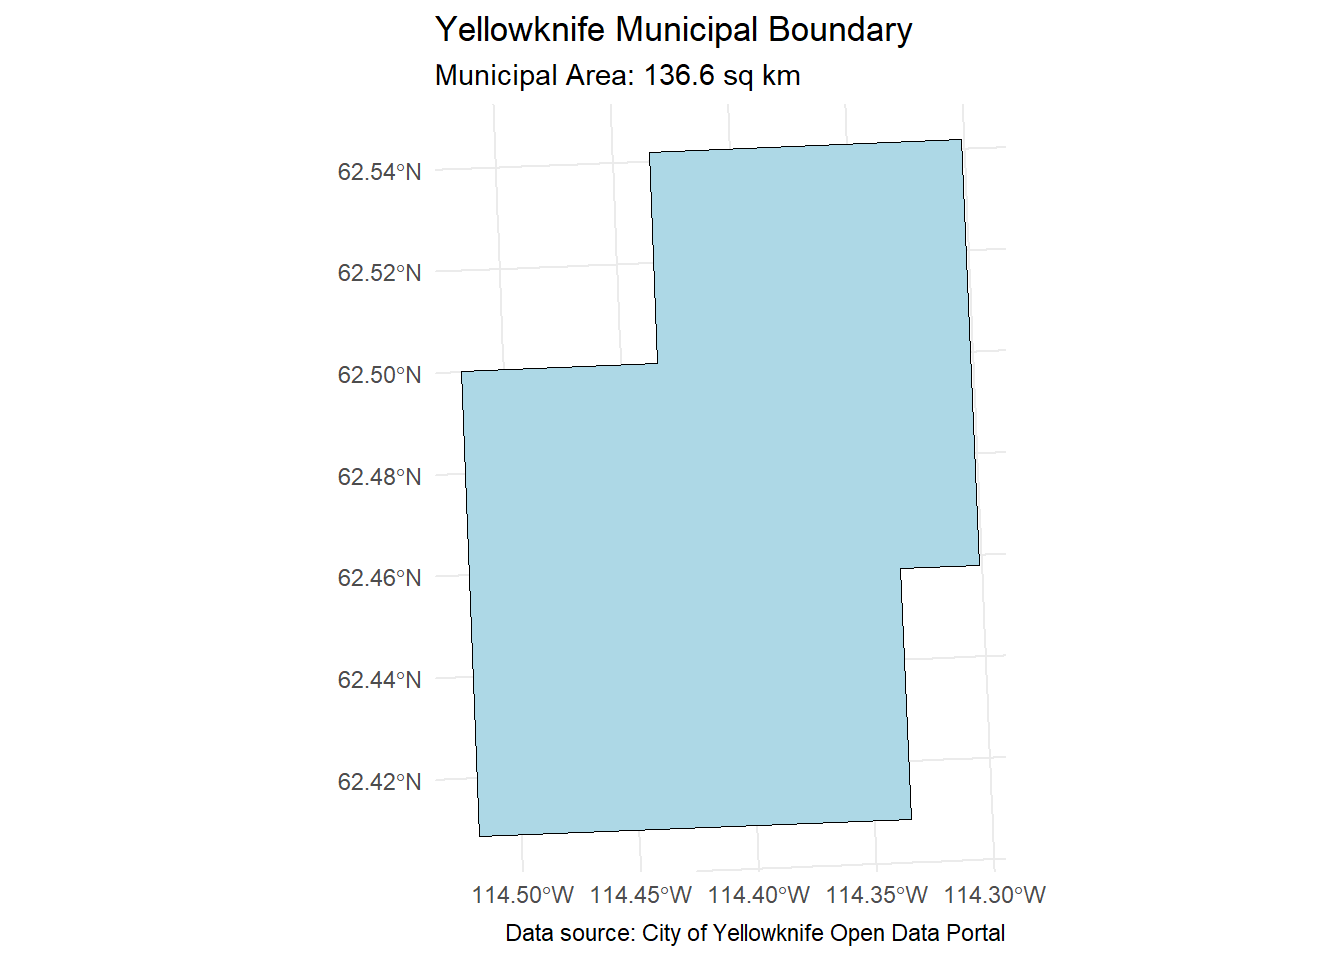 Yellowknife Municipal Boundary
Municipal Area: 136.6 sq km
62.54°N
62.52°N
62.50°N
62.48°N
62.46°N
62.44°N
62.42°N
114.50°W 114.45°W 114.40°W 114.35°W 114.30°W
Data source: City of Yellowknife Open Data Portal